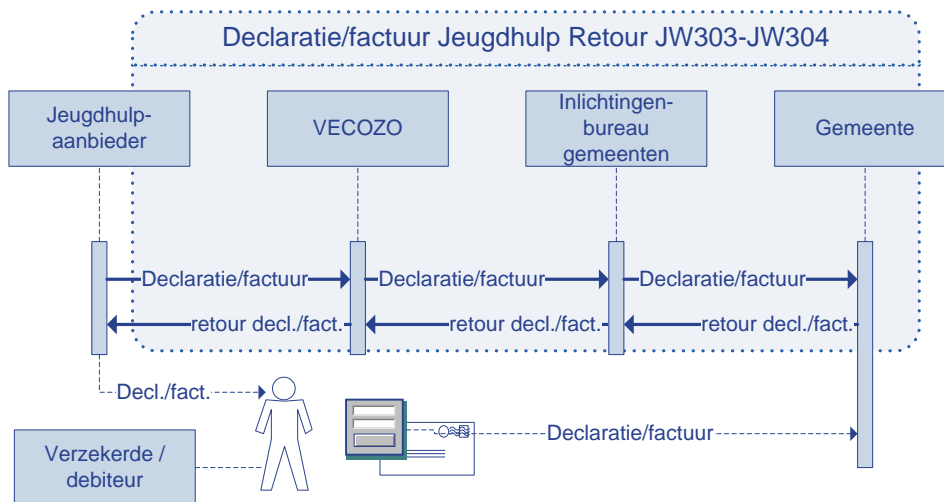 Declaratie/factuur Jeugdhulp Retour JW303-JW304
Jeugdhulp-
aanbieder
VECOZO
Inlichtingen-
bureau
gemeenten
Gemeente
Declaratie/factuur
Declaratie/factuur
Declaratie/factuur
retour decl./fact.
retour decl./fact.
retour decl./fact.
Decl./fact.
Declaratie/factuur
Verzekerde /
debiteur